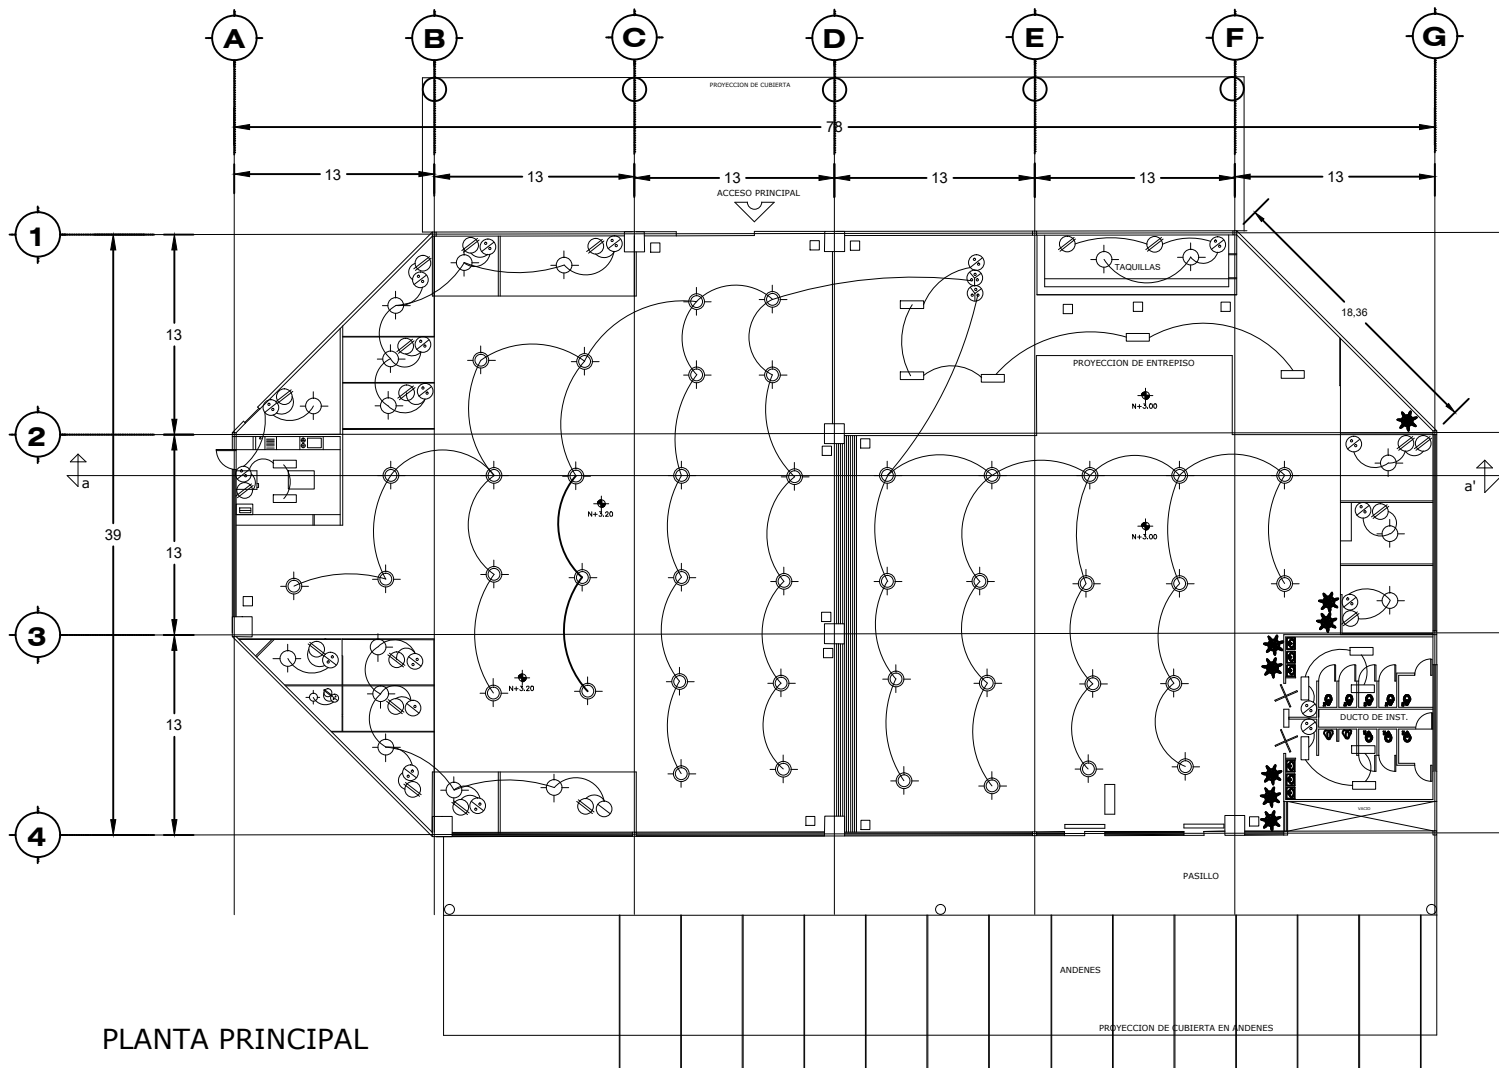 A B C D E F G
PROYECCION DE CUBIERTA
78
13 13 13 13 13 13
ACCESO PRINCIPAL
1
TAQUILLAS
18,36
13
PROYECCION DE ENTREPISO
N+3.00
2
a a'
N+3.20
N+3.00
39
13
3
N+3.20
13
DUCTO DE INST.
VACIO
4
PASILLO
ANDENES
PROYECCION DE CUBIERTA EN ANDENES
PLANTA PRINCIPAL